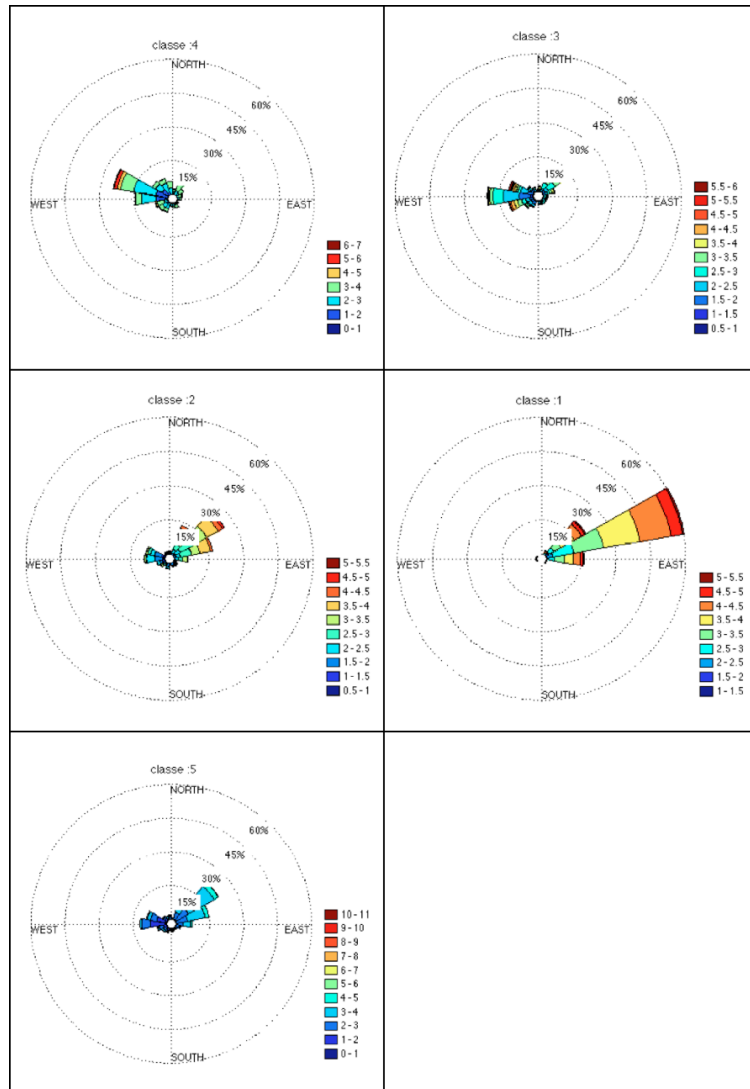 classe :4
NORTH
60%
45%
30%
15%
WEST
EAST
SOUTH
6 - 7
5 - 6
4 - 5
3 - 4
2 - 3
1 - 2
0 - 1
classe :3
NORTH
60%
45%
30%
15%
WEST
EAST
SOUTH
5.5 - 6
5 - 5.5
4.5 - 5
4 - 4.5
3.5 - 4
3 - 3.5
2.5 - 3
2 - 2.5
1.5 - 2
1 - 1.5
0.5 - 1
classe :2
NORTH
60%
45%
30%
15%
WEST
EAST
SOUTH
5 - 5.5
4.5 - 5
4 - 4.5
3.5 - 4
3 - 3.5
2.5 - 3
2 - 2.5
1.5 - 2
1 - 1.5
0.5 - 1
classe :1
NORTH
60%
45%
30%
15%
WEST
EAST
SOUTH
5 - 5.5
4.5 - 5
4 - 4.5
3.5 - 4
3 - 3.5
2.5 - 3
2 - 2.5
1.5 - 2
1 - 1.5
classe :5
NORTH
60%
45%
30%
15%
WEST
EAST
SOUTH
10 - 11
9 - 10
8 - 9
7 - 8
6 - 7
5 - 6
4 - 5
3 - 4
2 - 3
1 - 2
0 - 1